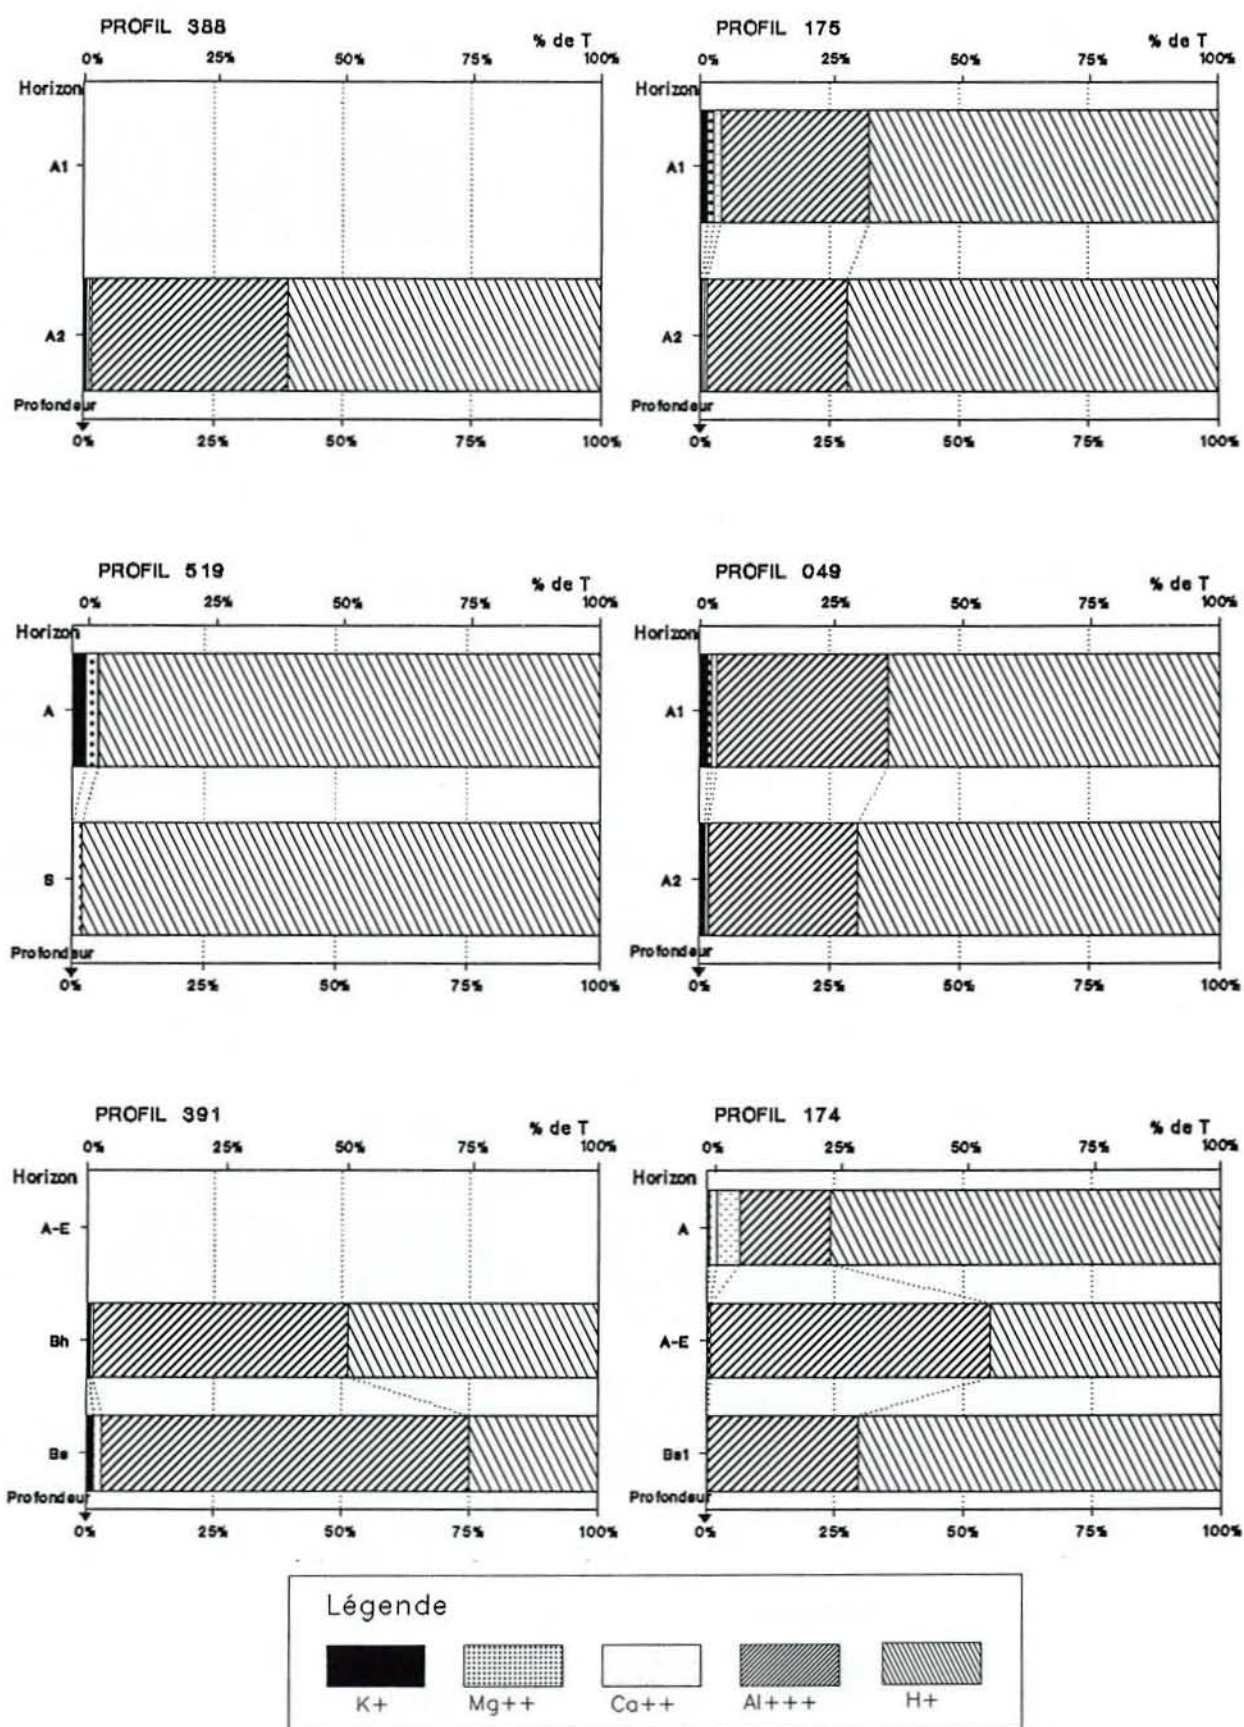 PROFIL 388
% de T
0% 25% 50% 75% 100%
Horizon
A1
A2
Profondeur
0% 25% 50% 75% 100%
PROFIL 175
% de T
0% 25% 50% 75% 100%
Horizon
A1
A2
Profondeur
0% 25% 50% 75% 100%
PROFIL 519
% de T
0% 25% 50% 75% 100%
Horizon
A
S
Profondeur
0% 25% 50% 75% 100%
PROFIL 049
% de T
0% 25% 50% 75% 100%
Horizon
A1
A2
Profondeur
0% 25% 50% 75% 100%
PROFIL 391
% de T
0% 25% 50% 75% 100%
Horizon
A-E
Bh
Bs
Profondeur
0% 25% 50% 75% 100%
PROFIL 174
% de T
0% 25% 50% 75% 100%
Horizon
A
A-E
Bs1
Profondeur
0% 25% 50% 75% 100%
Légende
K+ Mg++ Ca++ Al+++ H+